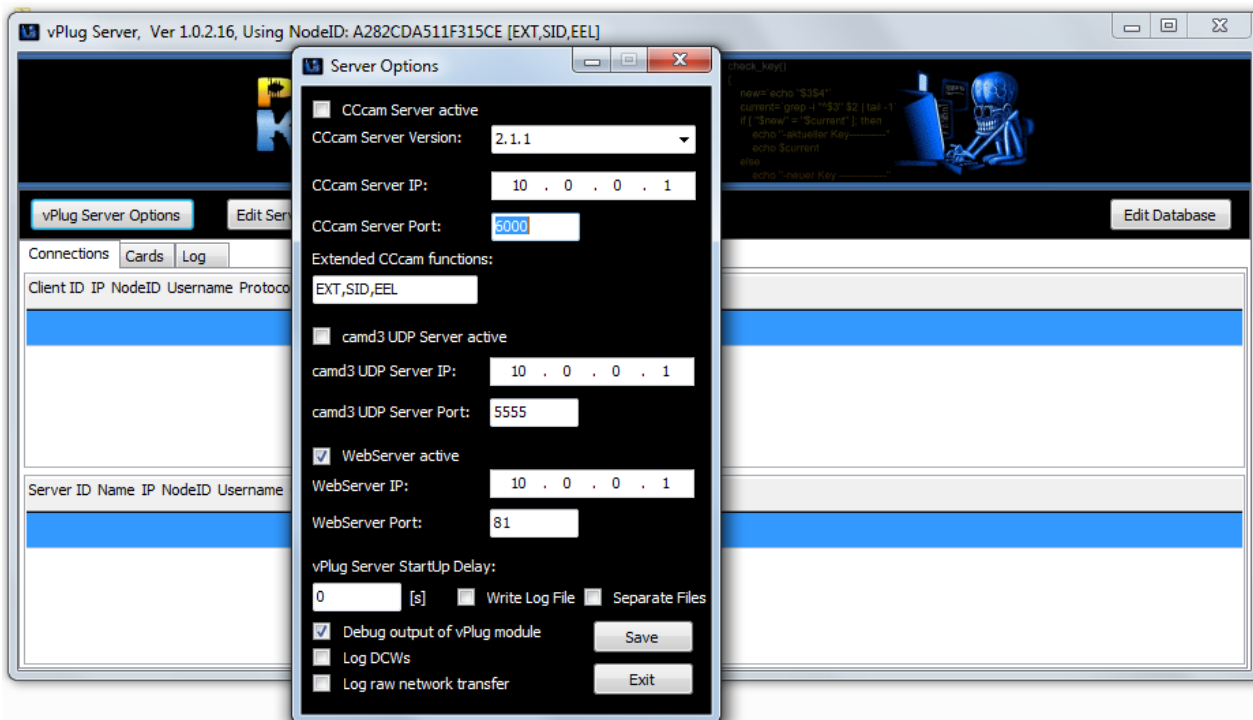 vPlug Server, Ver 1.0.2.16, Using NodeID: A282CDA511F315CE [EXT,SID,EEL]
Server Options
check_key()
{
new=`echo "$3$4"`
current=`grep -i "^$3" $2 | tail -1`
if [ "$new" = "$current" ]; then
echo "-aktueller Key-----------"
echo $current
else
echo "-neuer Key --------------"
vPlug Server Options
Edit Ser
Edit Database
Connections Cards Log
Client ID IP NodeID Username Protoco
Server ID Name IP NodeID Username
CCcam Server active
CCcam Server Version: 2.1.1
CCcam Server IP: 10 . 0 . 0 . 1
CCcam Server Port: 6000
Extended CCcam functions:
EXT,SID,EEL
camd3 UDP Server active
camd3 UDP Server IP: 10 . 0 . 0 . 1
camd3 UDP Server Port: 5555
WebServer active
WebServer IP: 10 . 0 . 0 . 1
WebServer Port: 81
vPlug Server StartUp Delay:
0 [s] Write Log File Separate Files
Debug output of vPlug module
Save
Log DCWs
Log raw network transfer
Exit